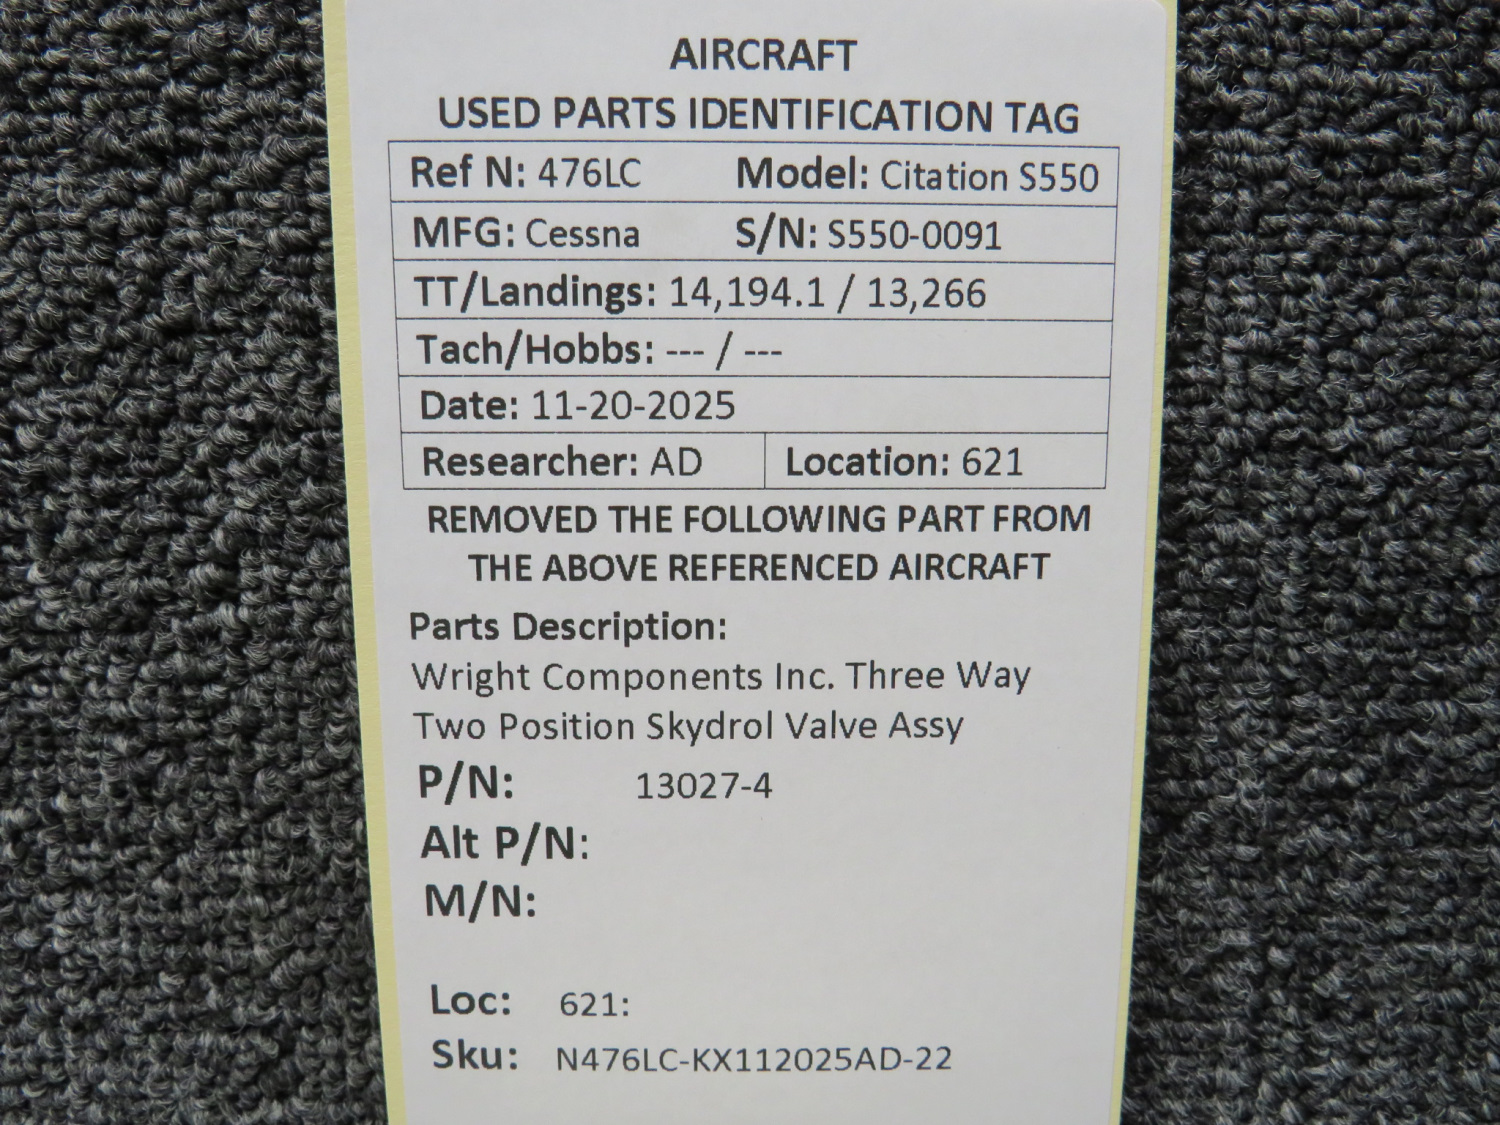 AIRCRAFT
USED PARTS IDENTIFICATION TAG
Ref N: 476LC Model: Citation S550
MFG: Cessna S/N: S550-0091
TT/Landings: 14,194.1 / 13,266
Tach/Hobbs: --- / ---
Date: 11-20-2025
Researcher: AD Location: 621
REMOVED THE FOLLOWING PART FROM
THE ABOVE REFERENCED AIRCRAFT
Parts Description:
Wright Components Inc. Three Way
Two Position Skydrol Valve Assy
P/N: 13027-4
Alt P/N:
M/N:
Loc: 621:
Sku: N476LC-KX112025AD-22